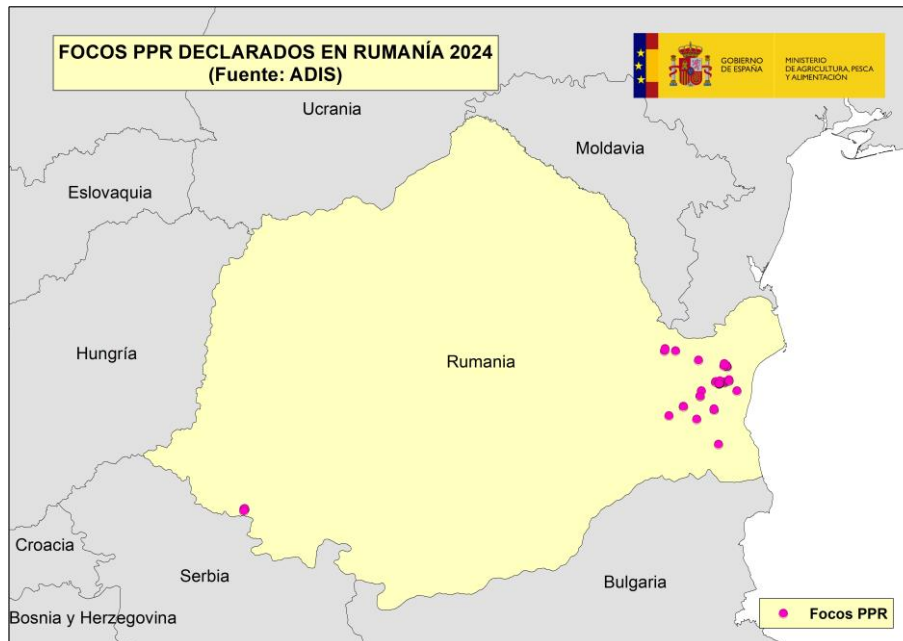 FOCOS PPR DECLARADOS EN RUMANÍA 2024
(Fuente: ADIS)
GOBIERNO
DE ESPAÑA
MINISTERIO
DE AGRICULTURA, PESCA
Y ALIMENTACIÓN
Ucrania
Moldavia
Eslovaquia
Hungría
Rumania
Croacia
Serbia
Bulgaria
Bosnia y Herzegovina
Focos PPR